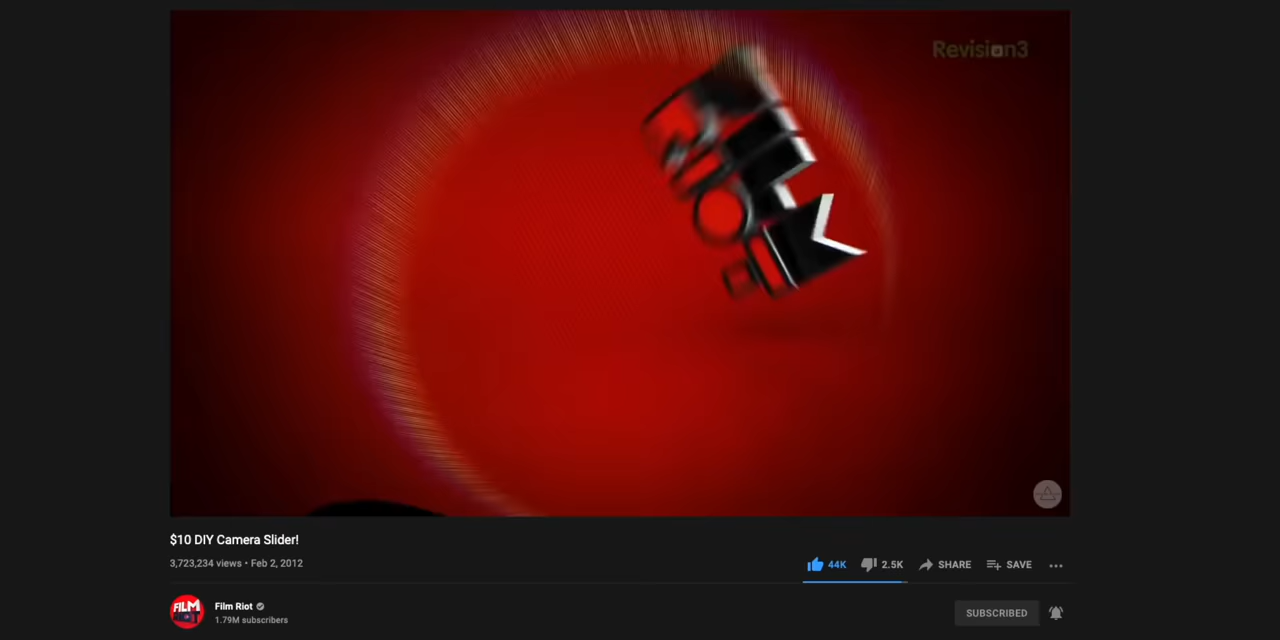 Revision3
$10 DIY Camera Slider!
3,723,234 views • Feb 2, 2012
44K
2.5K
SHARE
SAVE
Film Riot
1.79M subscribers
SUBSCRIBED
FILM